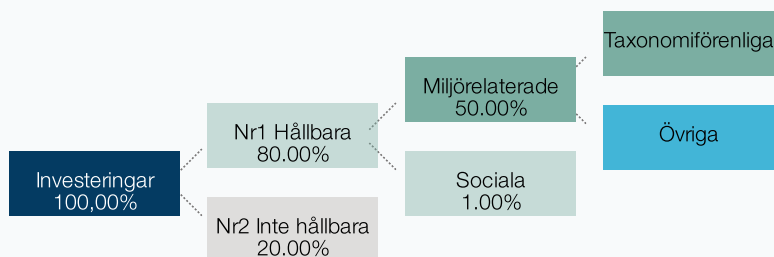 Investeringar
100,00%
Nr1 Hållbara
80.00%
Nr2 Inte hållbara
20.00%
Miljörelaterade
50.00%
Sociala
1.00%
Taxonomiförenliga
Övriga